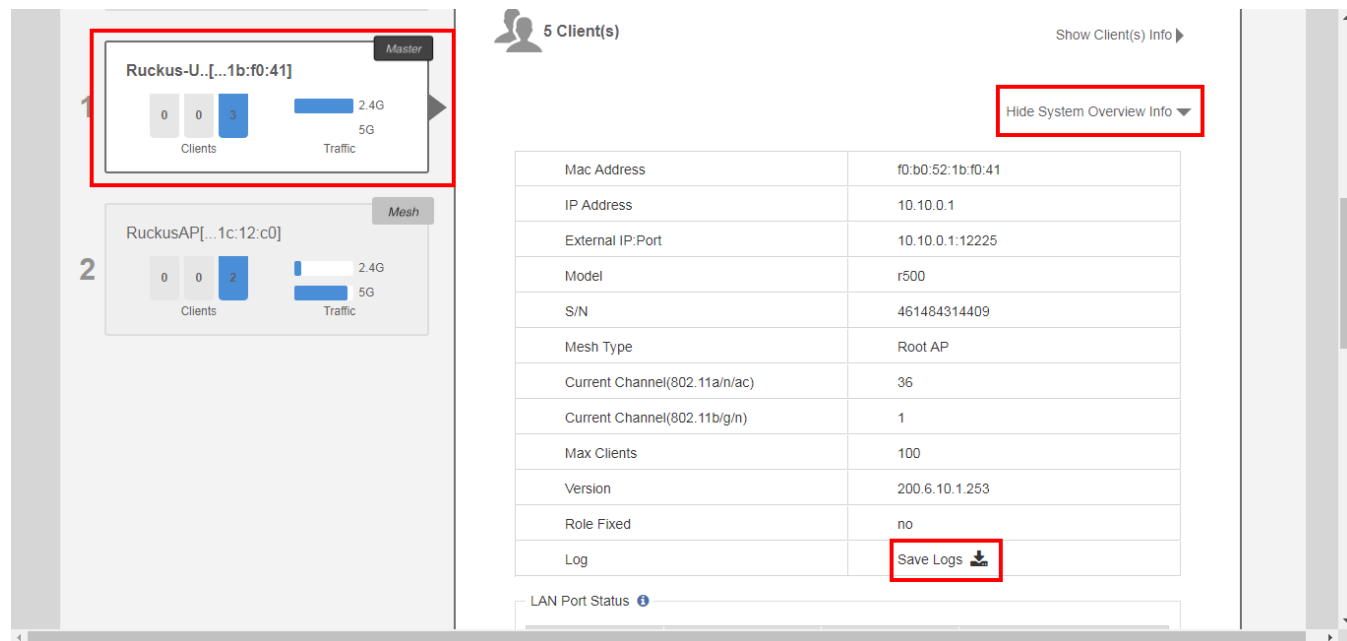 Master
Ruckus-U..[...1b:f0:41]
1
0 0 3
2.4G
5G
Clients Traffic
Mesh
RuckusAP[...1c:12:c0]
2
0 0 2
2.4G
5G
Clients Traffic
5 Client(s)
Show Client(s) Info
Hide System Overview Info
Mac Address f0:b0:52:1b:f0:41
IP Address 10.10.0.1
External IP:Port 10.10.0.1:12225
Model r500
S/N 461484314409
Mesh Type Root AP
Current Channel(802.11a/n/ac) 36
Current Channel(802.11b/g/n) 1
Max Clients 100
Version 200.6.10.1.253
Role Fixed no
Log Save Logs
LAN Port Status